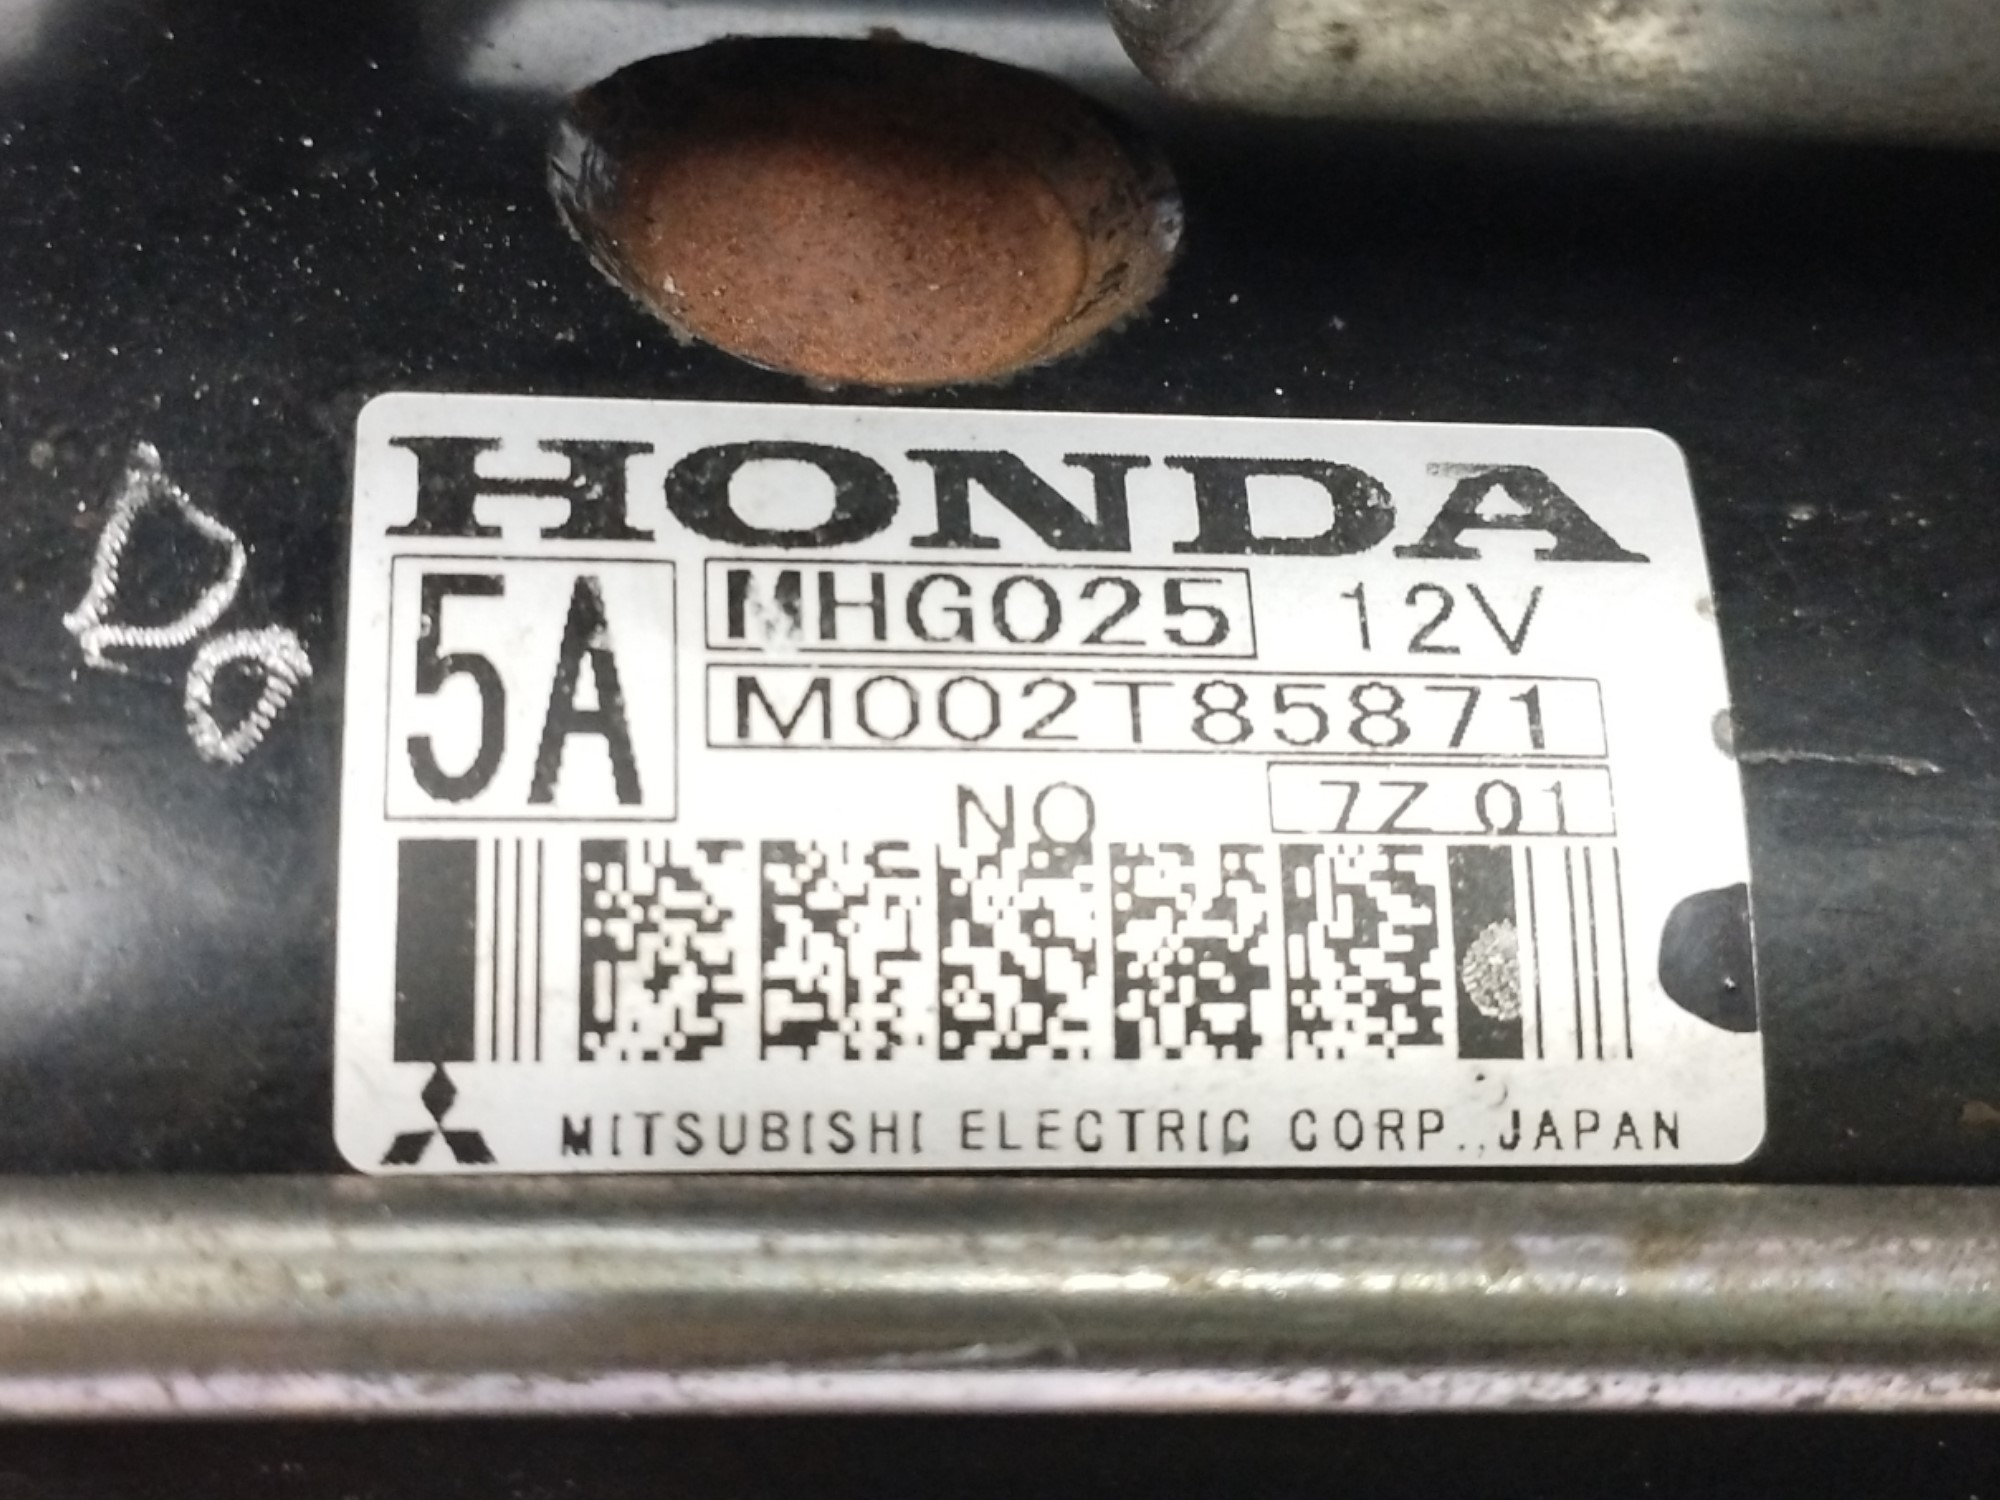 HONDA
5A
MHG025 12V
M002T85871
NO 7Z 01
MITSUBISHI ELECTRIC CORP., JAPAN